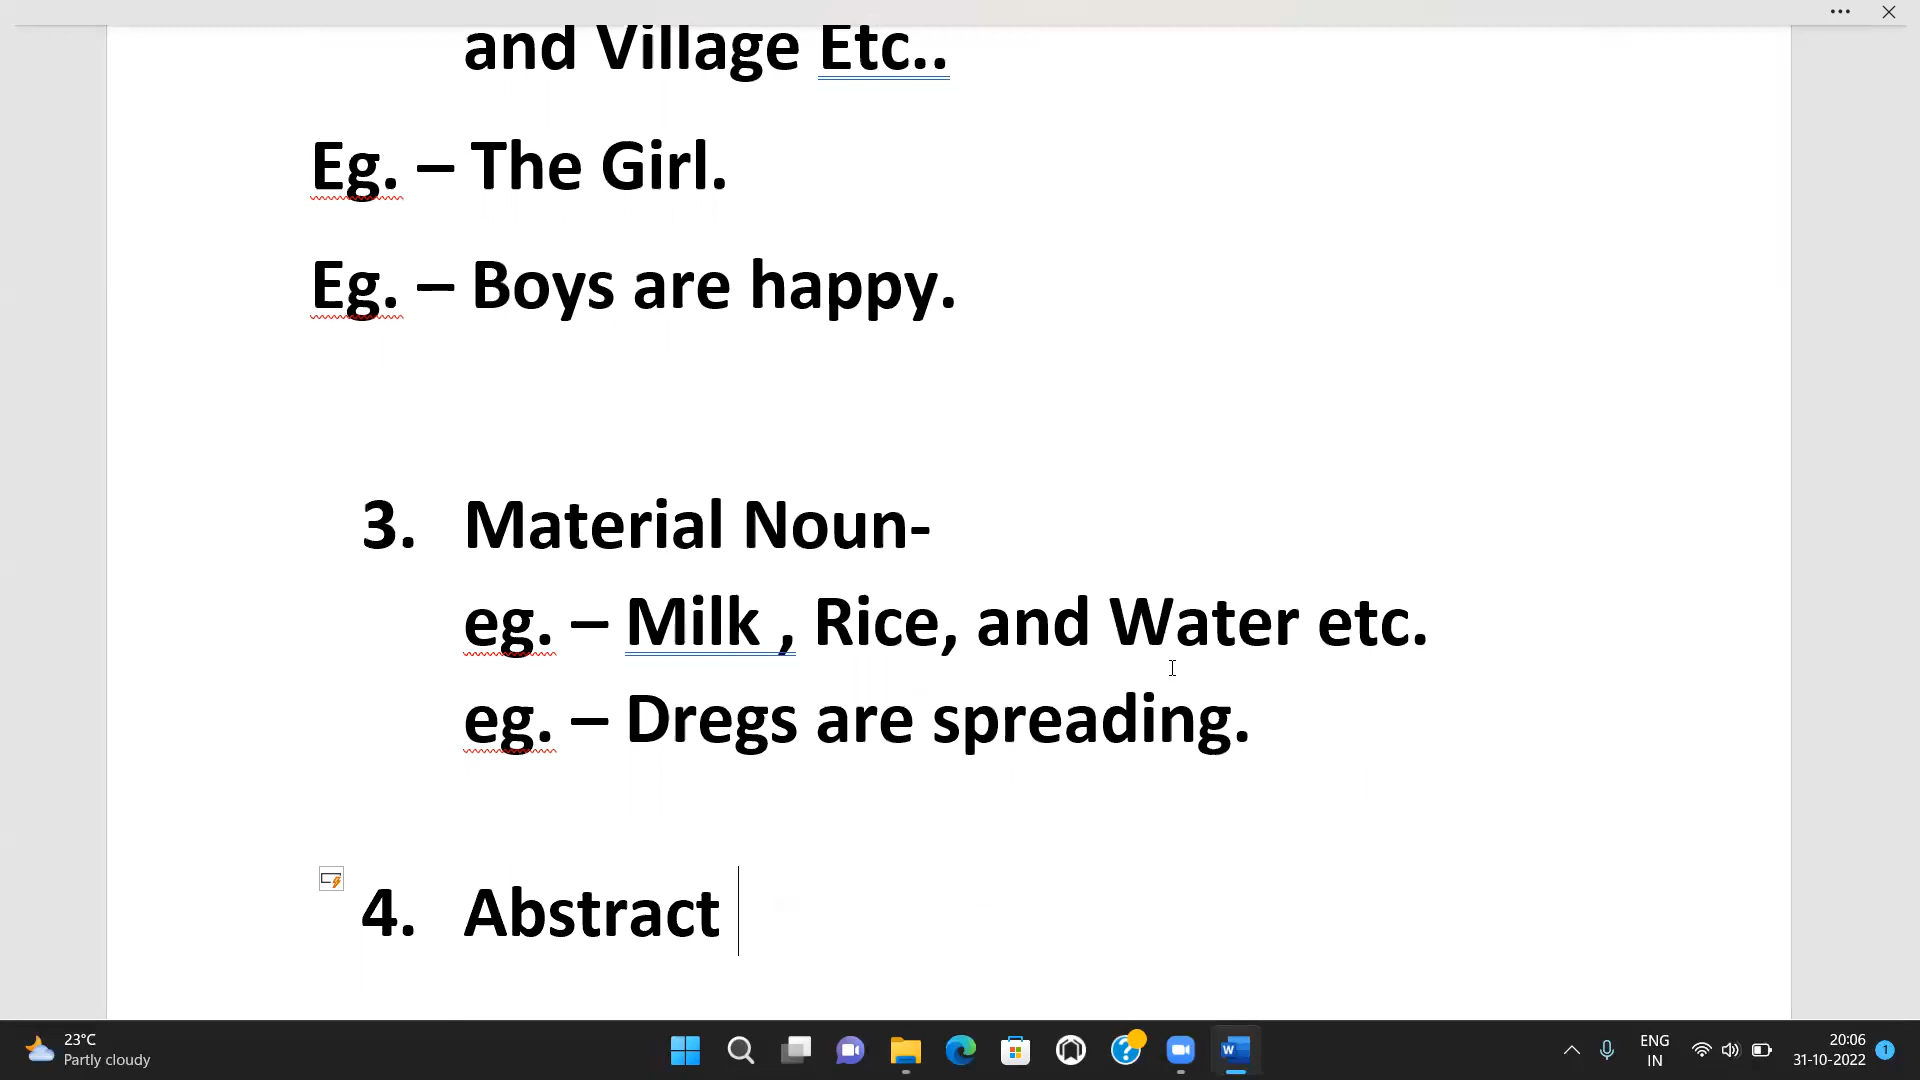 and Village Etc..
Eg. – The Girl.
Eg. – Boys are happy.
3. Material Noun-
eg. – Milk , Rice, and Water etc.
eg. – Dregs are spreading.
4. Abstract
23°C
Partly cloudy
ENG
IN
20:06
31-10-2022
1